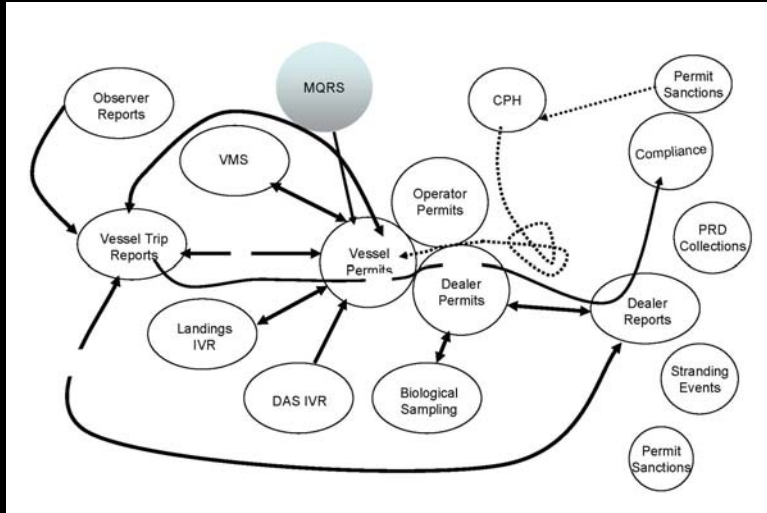 MQRS
Permit
Sanctions
Observer
Reports
CPH
Compliance
VMS
Operator
Permits
PRD
Collections
Vessel Trip
Reports
Vessel
Permits
Dealer
Permits
Dealer
Reports
Landings
IVR
Stranding
Events
DAS IVR
Biological
Sampling
Permit
Sanctions